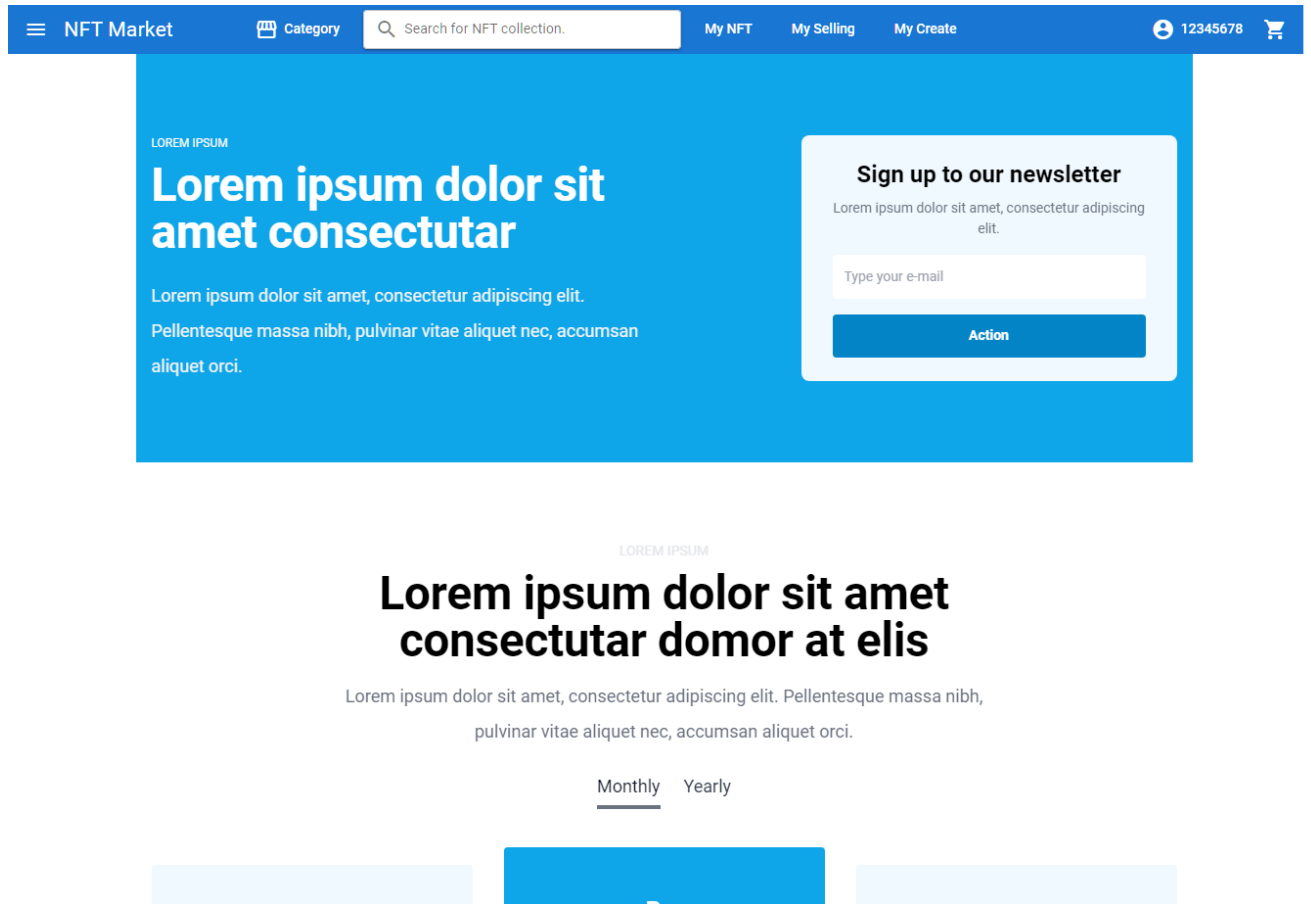 NFT Market
Category
Search for NFT collection.
My NFT
My Selling
My Create
12345678
LOREM IPSUM
Lorem ipsum dolor sit
amet consectutar
Lorem ipsum dolor sit amet, consectetur adipiscing elit.
Pellentesque massa nibh, pulvinar vitae aliquet nec, accumsan
aliquet orci.
Sign up to our newsletter
Lorem ipsum dolor sit amet, consectetur adipiscing
elit.
Type your e-mail
Action
LOREM IPSUM
Lorem ipsum dolor sit amet
consectutar domor at elis
Lorem ipsum dolor sit amet, consectetur adipiscing elit. Pellentesque massa nibh,
pulvinar vitae aliquet nec, accumsan aliquet orci.
Monthly
Yearly